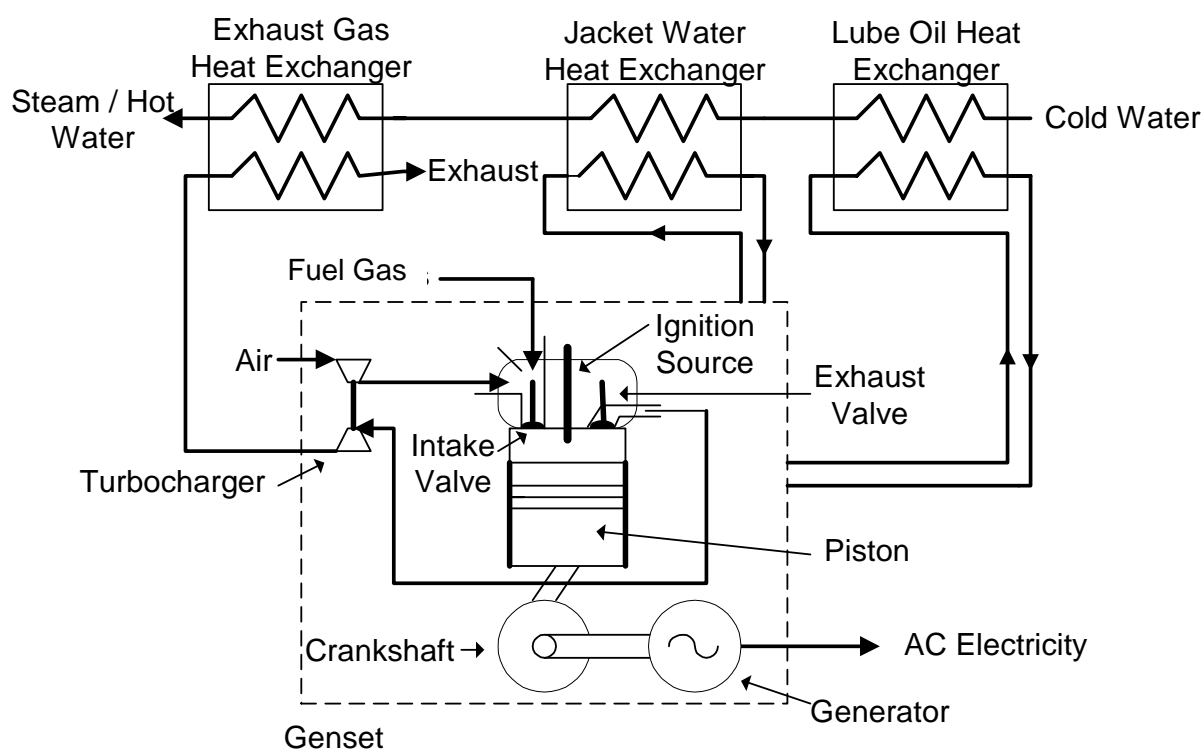 Exhaust Gas
Heat Exchanger
Jacket Water
Heat Exchanger
Lube Oil Heat
Exchanger
Steam / Hot
Water
Cold Water
Exhaust
Fuel Gas
Ignition
Source
Air
Exhaust
Valve
Intake
Valve
Turbocharger
Piston
Crankshaft
AC Electricity
Generator
Genset